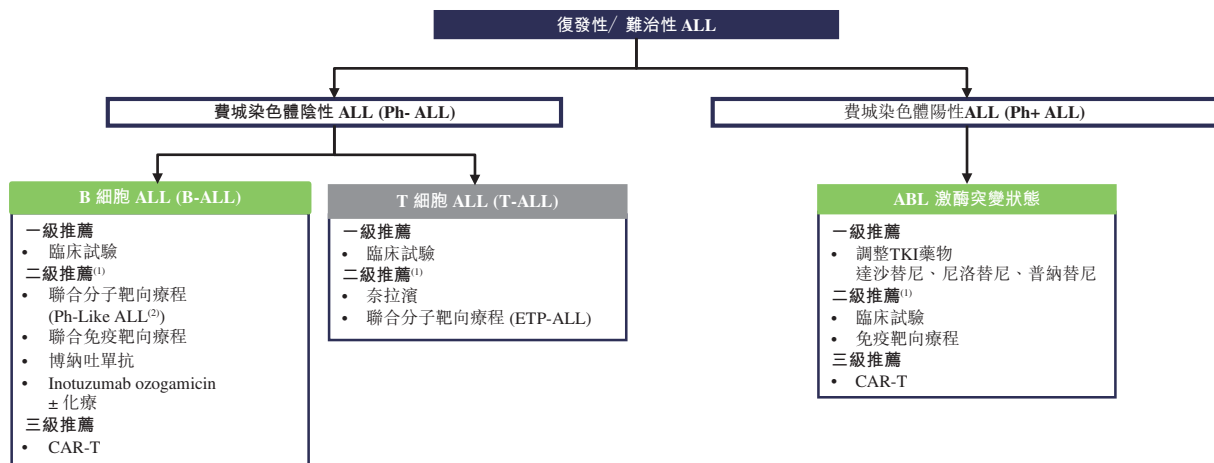 復發性/ 難治性 ALL
費城染色體陰性 ALL (Ph- ALL)
費城染色體陽性ALL (Ph+ ALL)
B 細胞 ALL (B-ALL)
一級推薦
• 臨床試驗
二級推薦(1)
• 聯合分子靶向療程
(Ph-Like ALL(2))
• 聯合免疫靶向療程
• 博納吐單抗
• Inotuzumab ozogamicin
± 化療
三級推薦
• CAR-T
T 細胞 ALL (T-ALL)
一級推薦
• 臨床試驗
二級推薦(1)
• 奈拉濱
• 聯合分子靶向療程 (ETP-ALL)
ABL 激酶突變狀態
一級推薦
• 調整TKI藥物
達沙替尼、尼洛替尼、普納替尼
二級推薦(1)
• 臨床試驗
• 免疫靶向療程
三級推薦
• CAR-T